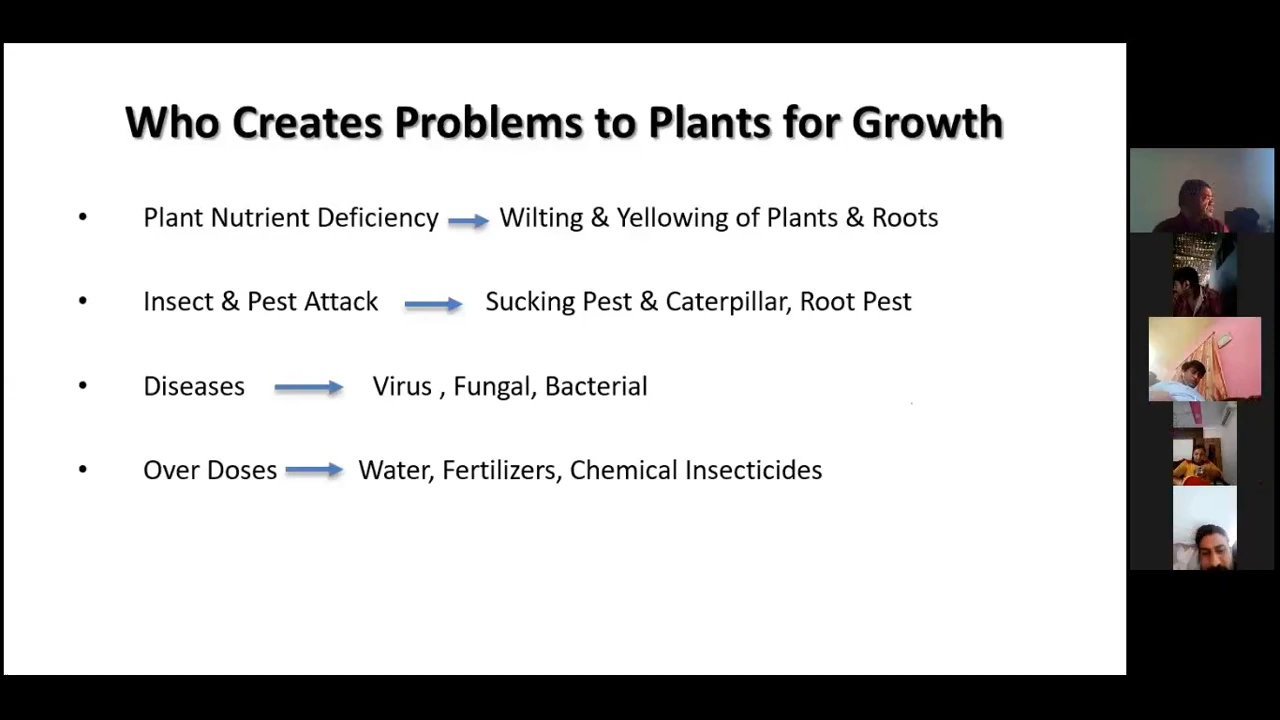 Who Creates Problems to Plants for Growth
• Plant Nutrient Deficiency → Wilting & Yellowing of Plants & Roots
• Insect & Pest Attack → Sucking Pest & Caterpillar, Root Pest
• Diseases → Virus , Fungal, Bacterial
• Over Doses → Water, Fertilizers, Chemical Insecticides